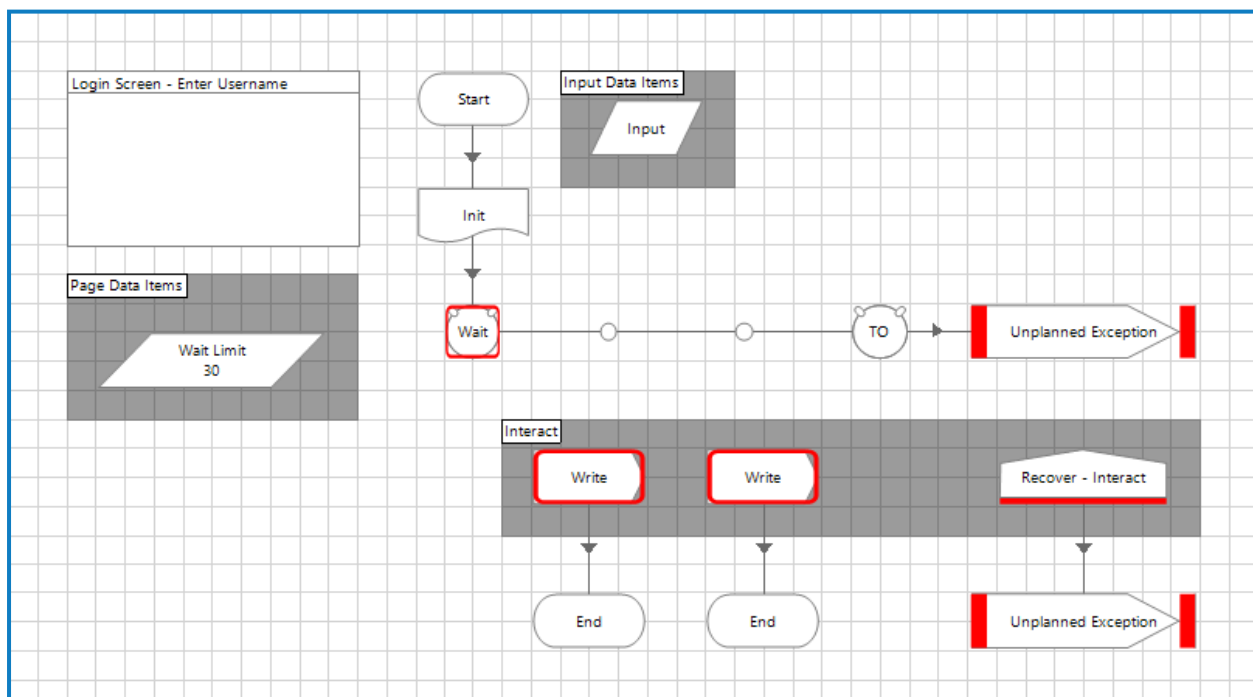 Login Screen - Enter Username
Start
Input Data Items
Input
Init
Page Data Items
Wait Limit
30
Wait
TO
Unplanned Exception
Interact
Write
Write
Recover - Interact
End
End
Unplanned Exception